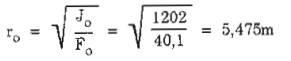 r₀ = √(J₀/F₀) = √(1202/40,1) = 5,475m